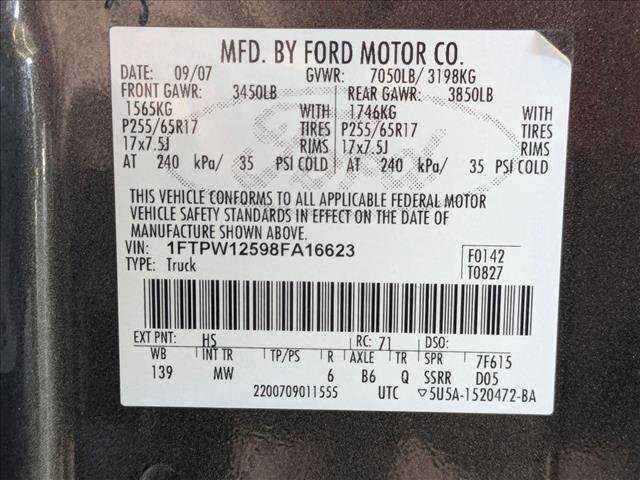 MFD. BY FORD MOTOR CO.
DATE: 09/07 GVWR: 7050LB/ 3198KG
FRONT GAWR: 3450LB REAR GAWR: 3850LB
1565KG WITH 1746KG WITH
P255/65R17 TIRES P255/65R17 TIRES
17x7.5J RIMS 17x7.5J RIMS
AT 240 kPa/ 35 PSI COLD AT 240 kPa/ 35 PSI COLD
THIS VEHICLE CONFORMS TO ALL APPLICABLE FEDERAL MOTOR
VEHICLE SAFETY STANDARDS IN EFFECT ON THE DATE OF
MANUFACTURE SHOWN ABOVE.
VIN: 1FTPW12598FA16623 F0142
TYPE: Truck T0827
EXT PNT: HS RC: 71 DSO:
WB INT TR TP/PS R AXLE TR SPR 7F615
139 MW 6 B6 Q SSRR D05
2200709011555 UTC ▽5U5A-1520472-BA